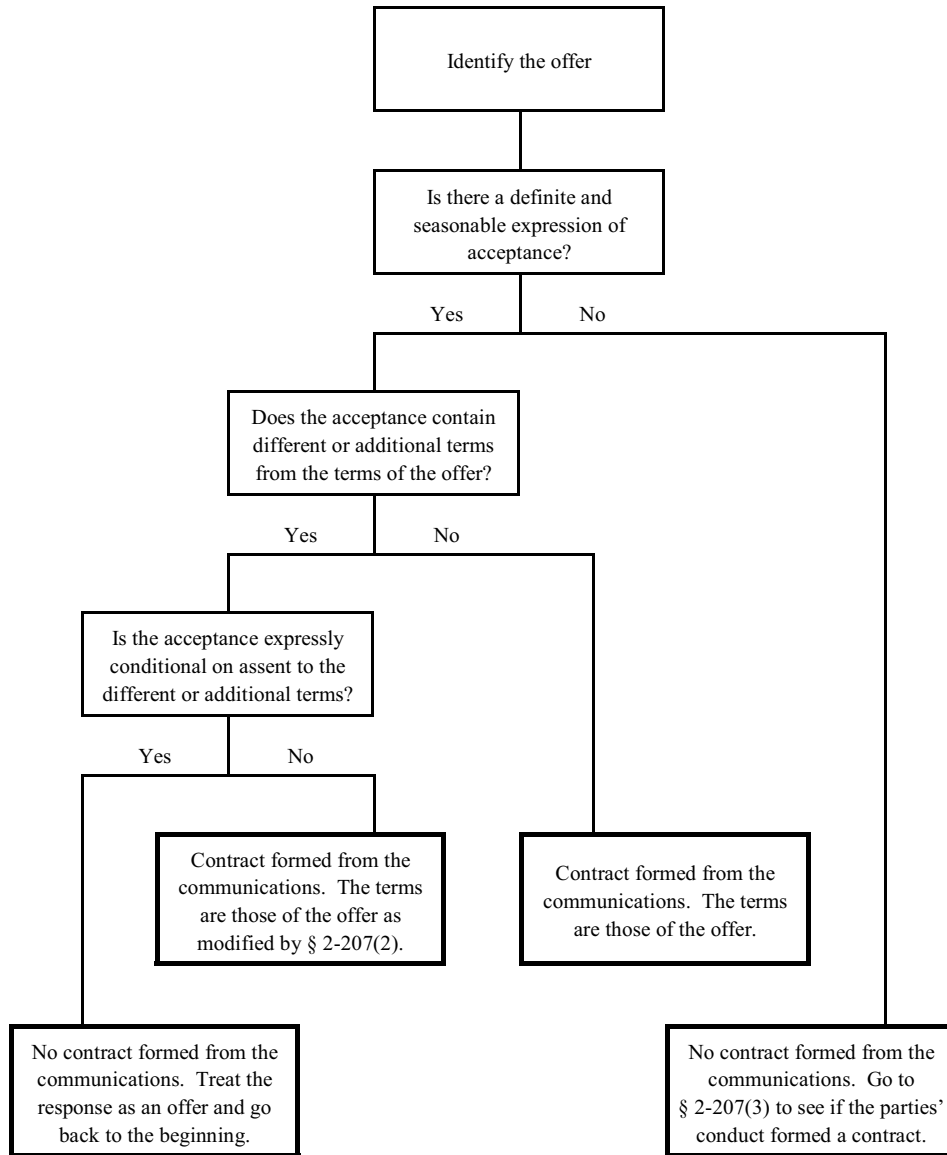 Identify the offer
Is there a definite and
seasonable expression of
acceptance?
Yes
No
Does the acceptance contain
different or additional terms
from the terms of the offer?
Yes
No
Is the acceptance expressly
conditional on assent to the
different or additional terms?
Yes
No
Contract formed from the
communications. The terms
are those of the offer as
modified by § 2-207(2).
Contract formed from the
communications. The terms
are those of the offer.
No contract formed from the
communications. Treat the
response as an offer and go
back to the beginning.
No contract formed from the
communications. Go to
§ 2-207(3) to see if the parties’
conduct formed a contract.